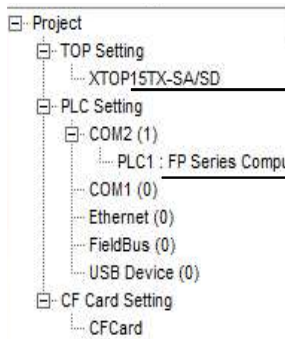 Project
TOP Setting
XTOP15TX-SA/SD
PLC Setting
COM2 (1)
PLC1 : FP Series Compu
COM1 (0)
Ethernet (0)
FieldBus (0)
USB Device (0)
CF Card Setting
CFCard